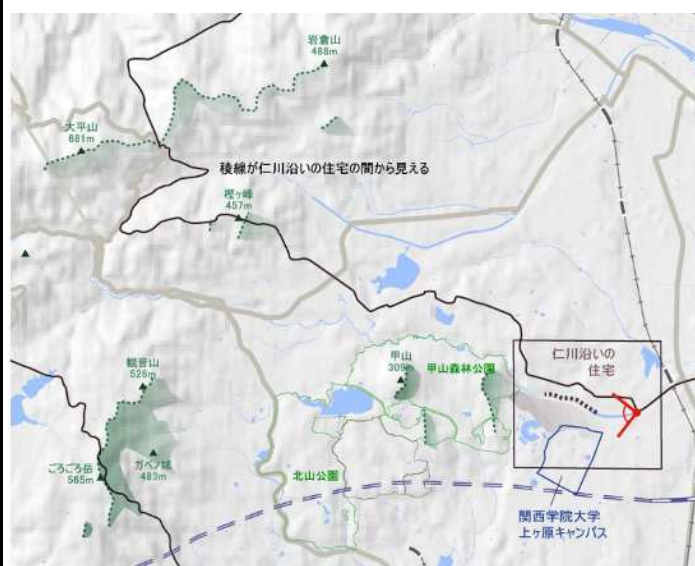 岩倉山
488m
大平山
681m
稜線が仁川沿いの住宅の間から見える
樫ヶ峰
457m
甲山
309m
甲山森林公園
仁川沿いの
住宅
観音山
526m
ごろごろ岳
565m
ガベノ城
483m
北山公園
関西学院大学
上ヶ原キャンパス